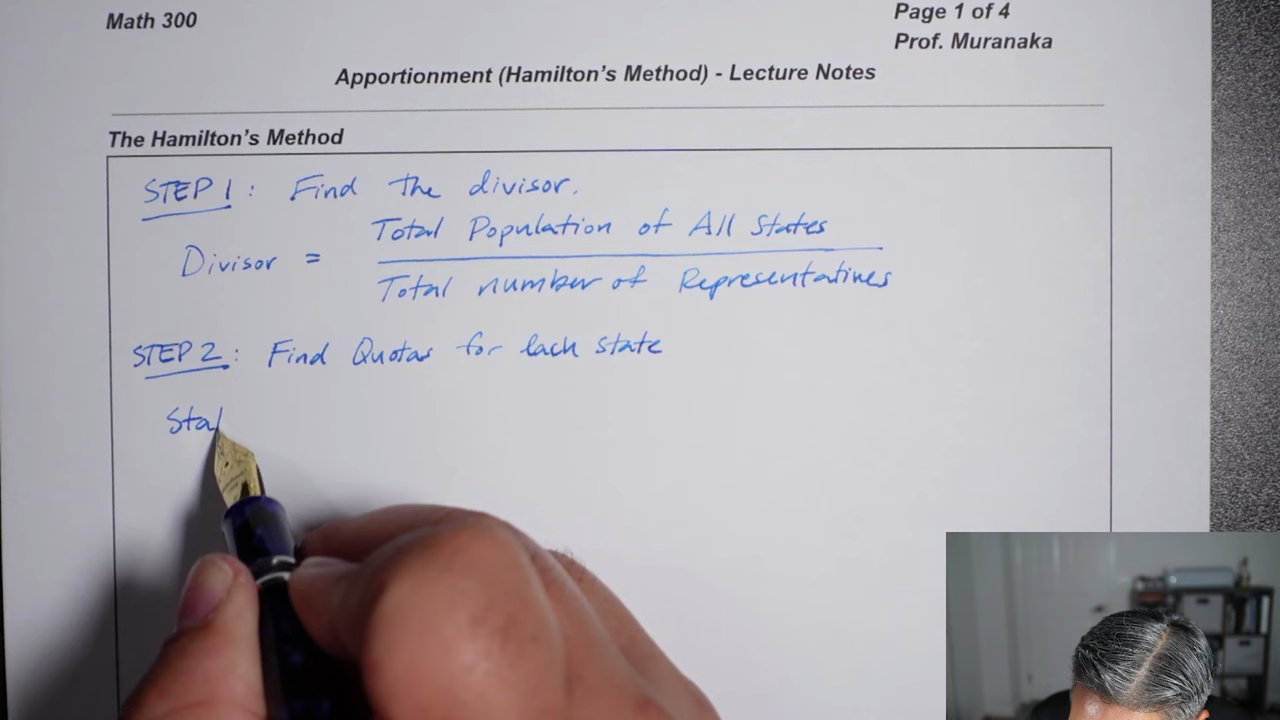 Math 300
Page 1 of 4
Prof. Muranaka
Apportionment (Hamilton's Method) - Lecture Notes
The Hamilton's Method
STEP 1: Find the divisor.
Divisor = Total Population of All States
Total number of Representatives
STEP 2: Find Quotas for each state
Sta